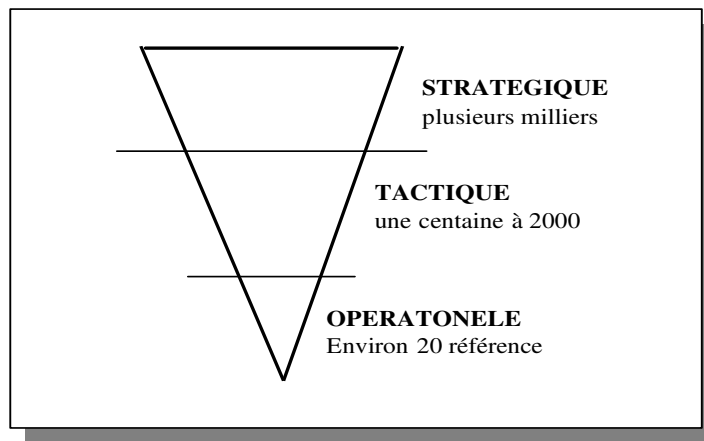 STRATEGIQUE
plusieurs milliers
TACTIQUE
une centaine à 2000
OPERATONELE
Environ 20 référence